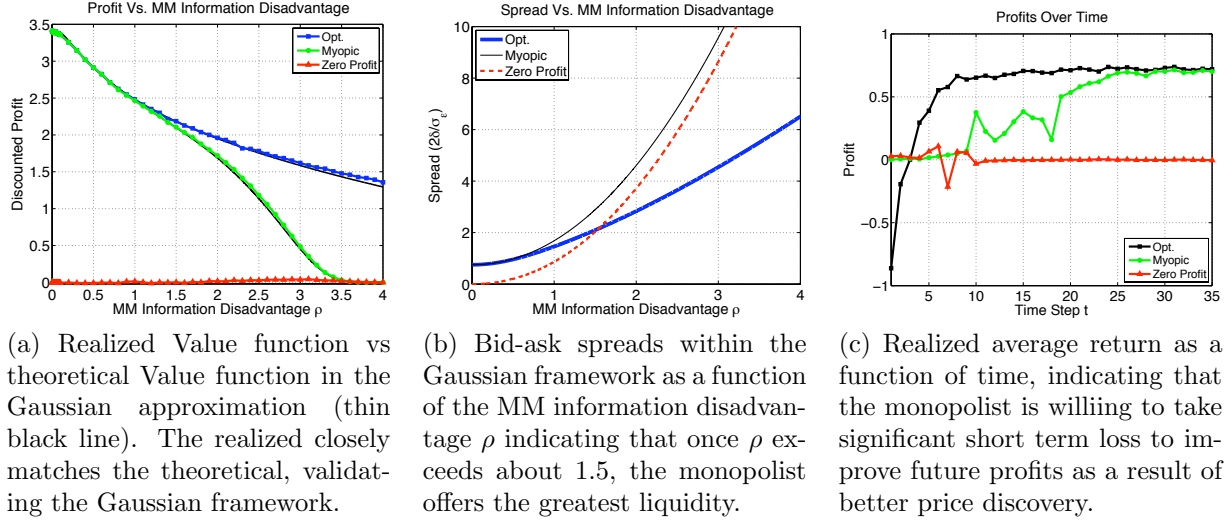 Profit Vs. MM Information Disadvantage
3.5
3
2.5
2
1.5
1
0.5
0
Discounted Profit
Opt.
Myopic
Zero Profit
0 0.5 1 1.5 2 2.5 3 3.5 4
MM Information Disadvantage ρ
(a) Realized Value function vs
theoretical Value function in the
Gaussian approximation (thin
black line). The realized closely
matches the theoretical, validat-
ing the Gaussian framework.
Spread Vs. MM Information Disadvantage
10
8
6
4
2
0
Spread (2δ/σε)
Opt.
Myopic
Zero Profit
0 1 2 3 4
MM Information Disadvantage ρ
(b) Bid-ask spreads within the
Gaussian framework as a function
of the MM information disadvan-
tage ρ indicating that once ρ ex-
ceeds about 1.5, the monopolist
offers the greatest liquidity.
Profits Over Time
1
0.5
0
−0.5
−1
Profit
Opt.
Myopic
Zero Profit
5 10 15 20 25 30 35
Time Step t
(c) Realized average return as a
function of time, indicating that
the monopolist is williing to take
significant short term loss to im-
prove future profits as a result of
better price discovery.